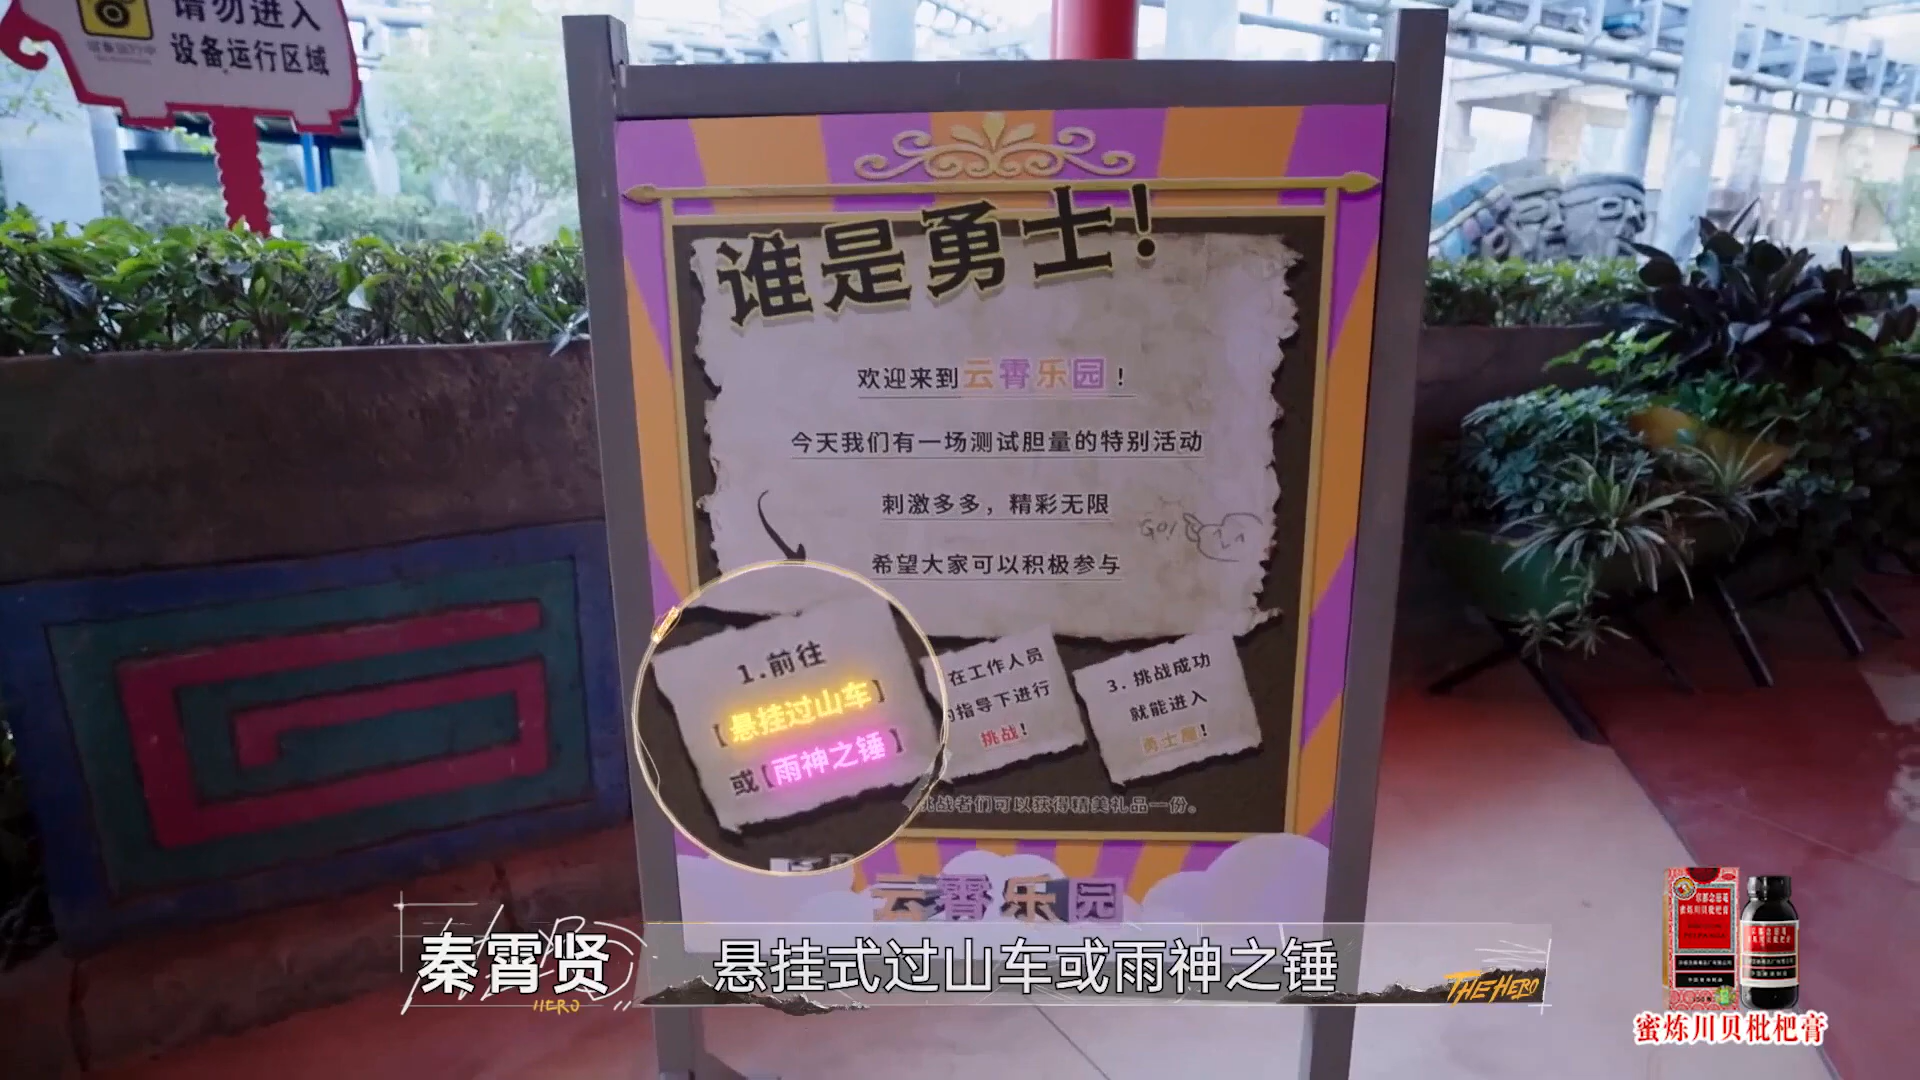 请勿进入
设备运行区域
谁是勇士!
欢迎来到云霄乐园!
今天我们有一场测试胆量的特别活动
刺激多多，精彩无限
GO!
希望大家可以积极参与
1.前往
【悬挂过山车】
或【雨神之锤】
在工作人员
的指导下进行
挑战!
3. 挑战成功
就能进入
勇士屋!
挑战者们可以获得精美礼品一份。
云霄乐园
秦霄贤
HERO
悬挂式过山车或雨神之锤
THE HERO
蜜炼川贝枇杷膏